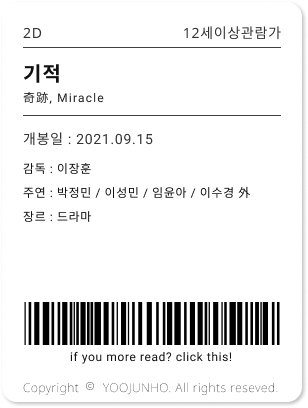 2D 12세이상관람가
기적
奇跡, Miracle
개봉일 : 2021.09.15
감독 : 이장훈
주연 : 박정민 / 이성민 / 임윤아 / 이수경 外
장르 : 드라마
if you more read? click this!
Copyright © YOOJUNHO. All rights reserved.